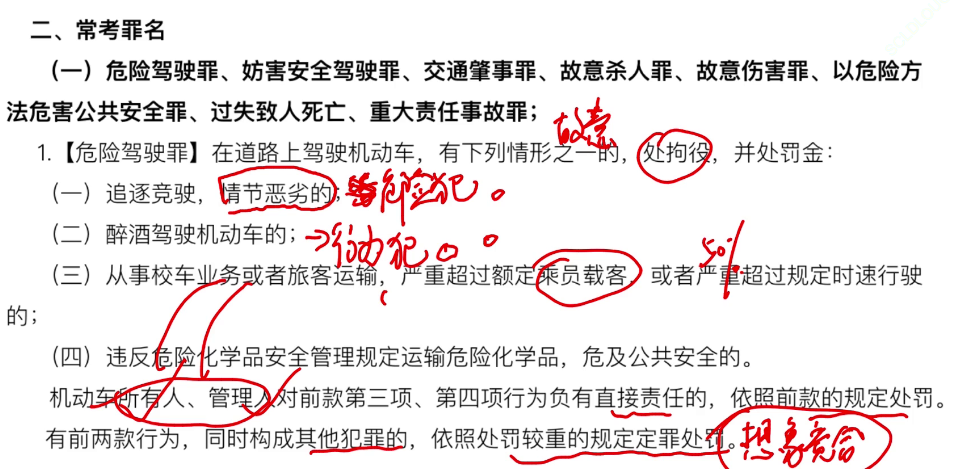 二、常考罪名
（一）危险驾驶罪、妨害安全驾驶罪、交通肇事罪、故意杀人罪、故意伤害罪、以危险方
法危害公共安全罪、过失致人死亡、重大责任事故罪；
故意
1.【危险驾驶罪】在道路上驾驶机动车，有下列情形之一的，处拘役，并处罚金：
（一）追逐竞驶，情节恶劣的； 危险犯。
（二）醉酒驾驶机动车的； →行为犯。
50%
（三）从事校车业务或者旅客运输，严重超过额定乘员载客，或者严重超过规定时速行驶
的；
（四）违反危险化学品安全管理规定运输危险化学品，危及公共安全的。
机动车所有人、管理人对前款第三项、第四项行为负有直接责任的，依照前款的规定处罚。
有前两款行为，同时构成其他犯罪的，依照处罚较重的规定定罪处罚。 想象竞合